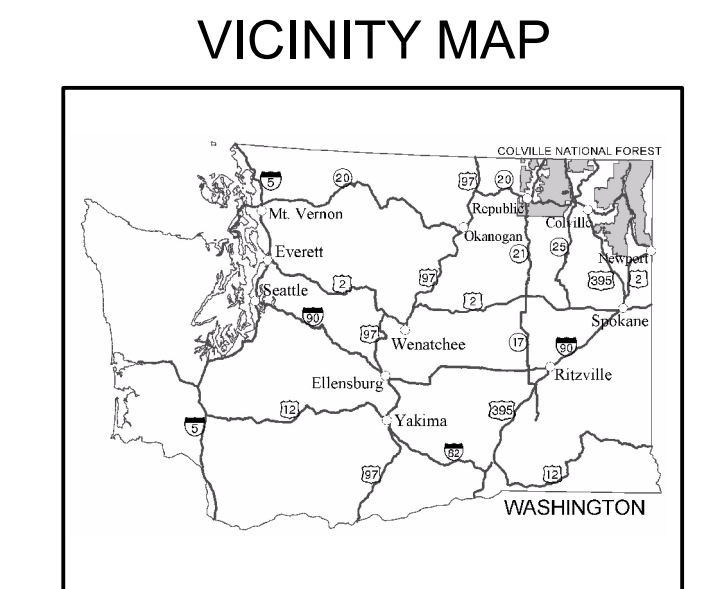 VICINITY MAP
COLVILLE NATIONAL FOREST
5
20
97
20
Republic
Mt. Vernon
Colville
Okanogan
Everett
21
25
Newport
97
395
2
2
Seattle
2
90
Spokane
97
Wenatchee
17
90
Ellensburg
Ritzville
12
395
5
Yakima
82
97
12
WASHINGTON